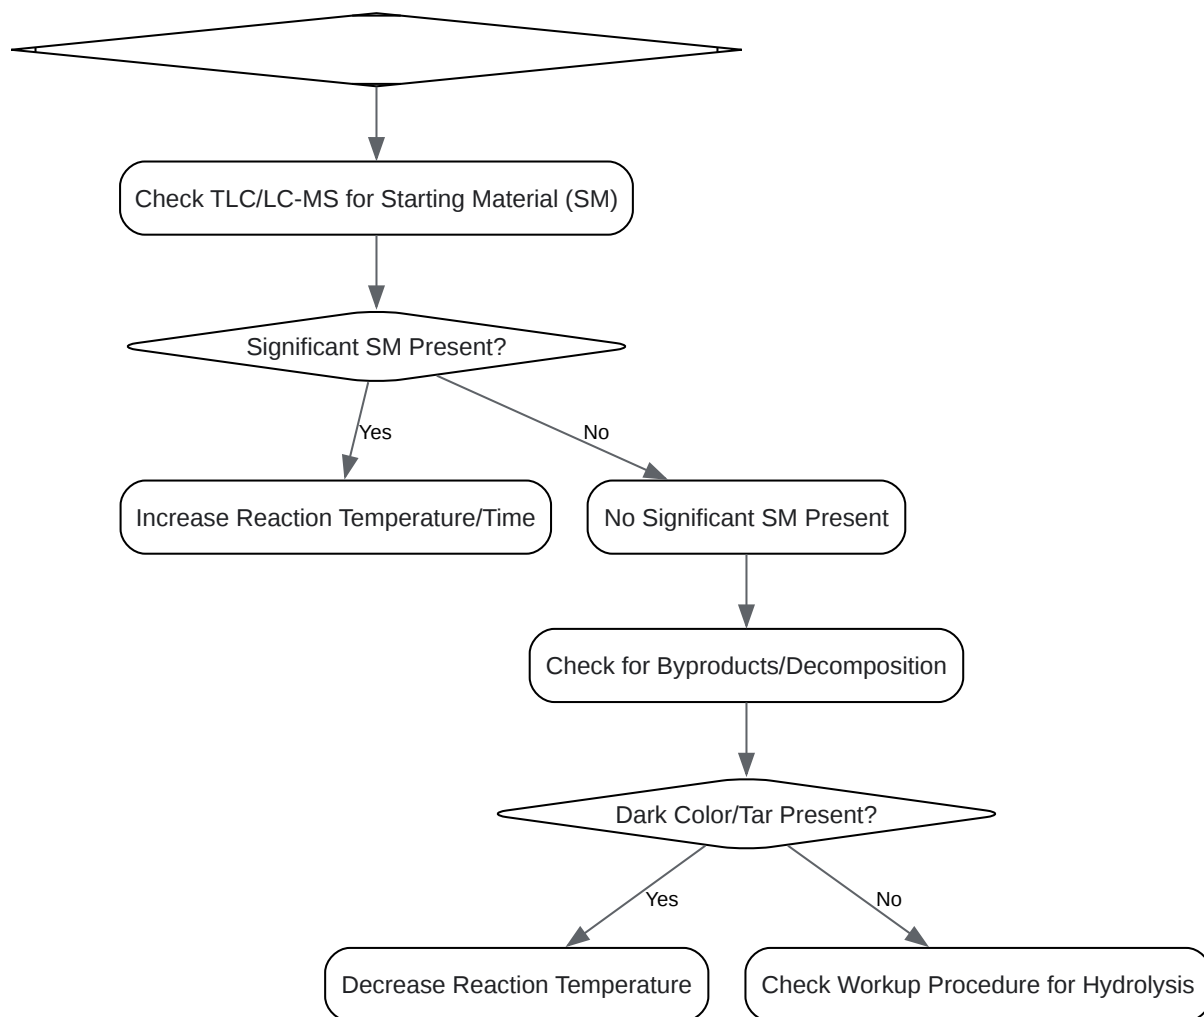 Check TLC/LC-MS for Starting Material (SM)
Significant SM Present?
Yes
No
Increase Reaction Temperature/Time
No Significant SM Present
Check for Byproducts/Decomposition
Dark Color/Tar Present?
Yes
No
Decrease Reaction Temperature
Check Workup Procedure for Hydrolysis